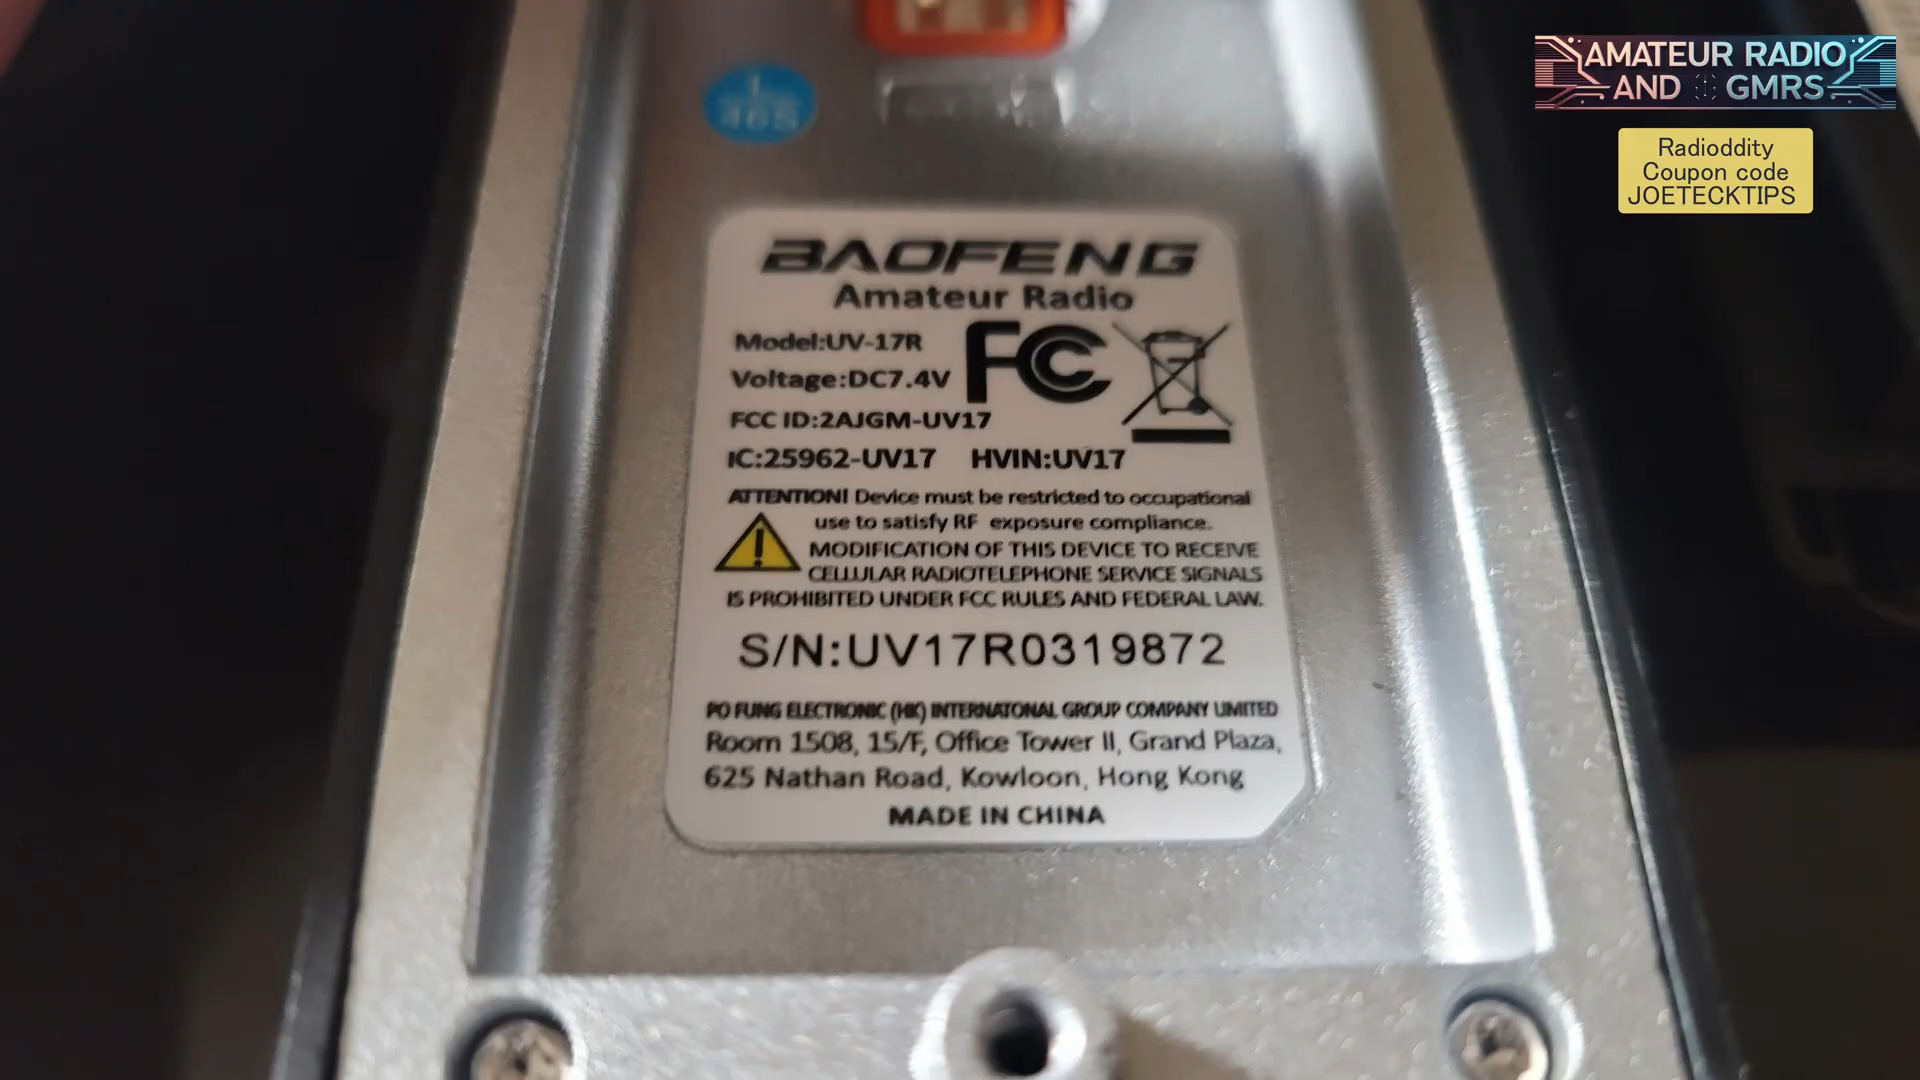 AMATEUR RADIO
AND GMRS
Radioddity
Coupon code
JOETECKTIPS
BAOFENG
Amateur Radio
Model:UV-17R
Voltage:DC7.4V
FC
FCC ID:2AJGM-UV17
IC:25962-UV17 HVIN:UV17
ATTENTION! Device must be restricted to occupational
use to satisfy RF exposure compliance.
MODIFICATION OF THIS DEVICE TO RECEIVE
CELLULAR RADIOTELEPHONE SERVICE SIGNALS
IS PROHIBITED UNDER FCC RULES AND FEDERAL LAW.
S/N:UV17R0319872
PO FUNG ELECTRONIC (HK) INTERNATONAL GROUP COMPANY LIMITED
Room 1508, 15/F, Office Tower II, Grand Plaza,
625 Nathan Road, Kowloon, Hong Kong
MADE IN CHINA